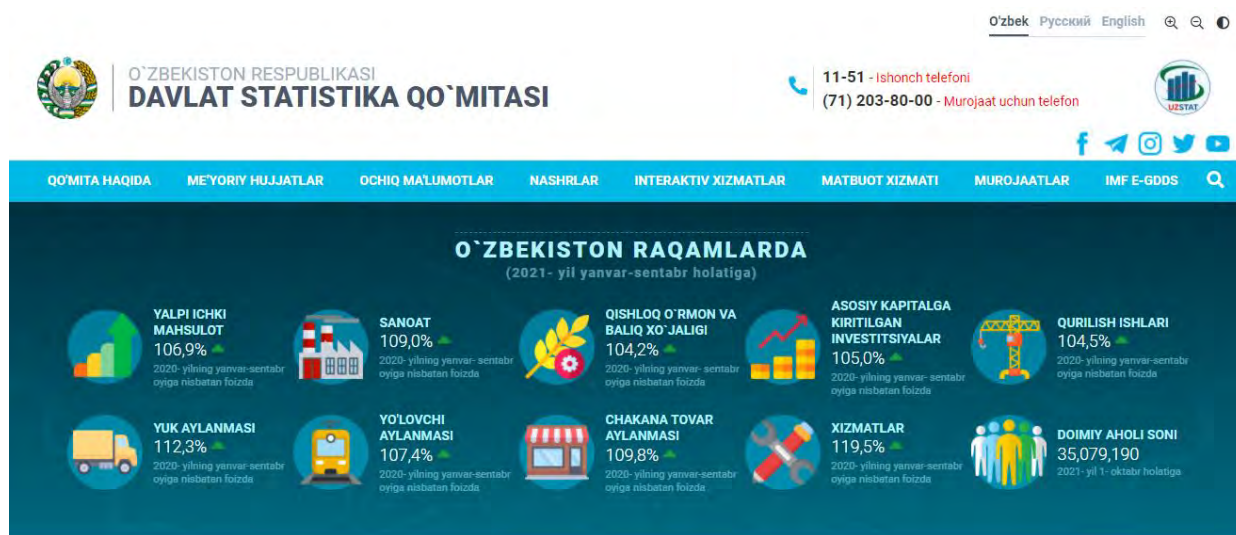 O'zbek Русский English
O`ZBEKISTON RESPUBLIKASI
DAVLAT STATISTIKA QO`MITASI
11-51 - Ishonch telefoni
(71) 203-80-00 - Murojaat uchun telefon
UZSTAT
QO'MITA HAQIDA ME'YORIY HUJJATLAR OCHIQ MA'LUMOTLAR NASHRLAR INTERAKTIV XIZMATLAR MATBUOT XIZMATI MUROJAATLAR IMF E-GDDS
O`ZBEKISTON RAQAMLARDA
(2021- yil yanvar-sentabr holatiga)
YALPI ICHKI
MAHSULOT
106,9%
2020- yilning yanvar-sentabr
oyiga nisbatan foizda
SANOAT
109,0%
2020- yilning yanvar- sentabr
oyiga nisbatan foizda
QISHLOQ O`RMON VA
BALIQ XO`JALIGI
104,2%
2020- yilning yanvar- sentabr
oyiga nisbatan foizda
ASOSIY KAPITALGA
KIRITILGAN
INVESTITSIYALAR
105,0%
2020- yilning yanvar- sentabr
oyiga nisbatan foizda
QURILISH ISHLARI
104,5%
2020- yilning yanvar-sentabr
oyiga nisbatan foizda
YUK AYLANMASI
112,3%
2020- yilning yanvar-sentabr
oyiga nisbatan foizda
YO'LOVCHI
AYLANMASI
107,4%
2020- yilning yanvar-sentabr
oyiga nisbatan foizda
CHAKANA TOVAR
AYLANMASI
109,8%
2020- yilning yanvar-sentabr
oyiga nisbatan foizda
XIZMATLAR
119,5%
2020- yilning yanvar-sentabr
oyiga nisbatan foizda
DOIMIY AHOLI SONI
35,079,190
2021- yil 1- oktabr holatiga